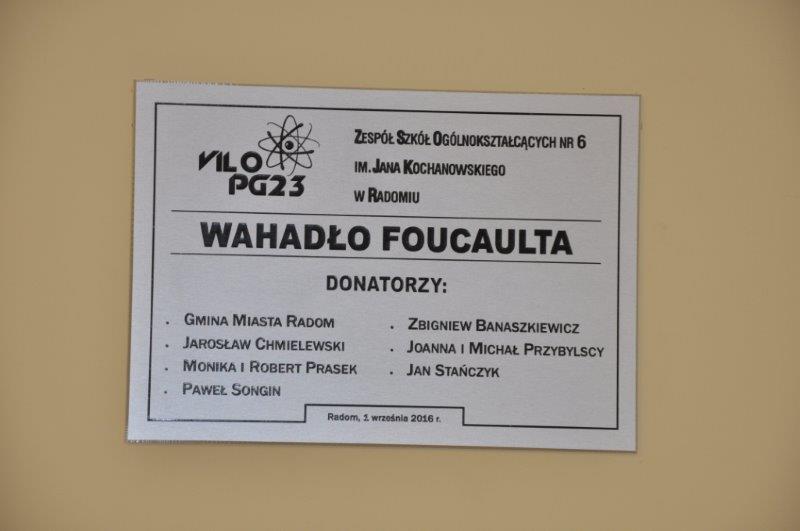 VI LO
PG23
ZESPÓŁ SZKÓŁ OGÓLNOKSZTAŁCĄCYCH NR 6
IM. JANA KOCHANOWSKIEGO
W RADOMIU
WAHADŁO FOUCAULTA
DONATORZY:
. GMINA MIASTA RADOM
. JAROSŁAW CHMIELEWSKI
. MONIKA I ROBERT PRASEK
. PAWEŁ SONGIN
. ZBIGNIEW BANASZKIEWICZ
. JOANNA I MICHAŁ PRZYBYLSCY
. JAN STAŃCZYK
Radom, 1 września 2016 r.